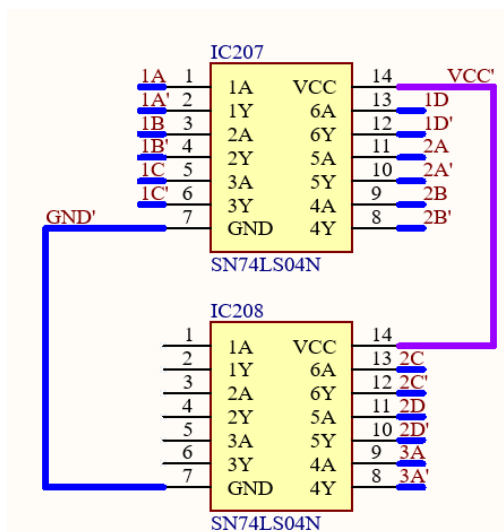 IC207
1A 1 1A VCC 14 VCC'
1A' 2 1Y 6A 13 1D
1B 3 2A 6Y 12 1D'
1B' 4 2Y 5A 11 2A
1C 5 3A 5Y 10 2A'
1C' 6 3Y 4A 9 2B
GND' 7 GND 4Y 8 2B'
SN74LS04N
IC208
1 1A VCC 14
2 1Y 6A 13 2C
3 2A 6Y 12 2C'
4 2Y 5A 11 2D
5 3A 5Y 10 2D'
6 3Y 4A 9 3A
7 GND 4Y 8 3A'
SN74LS04N